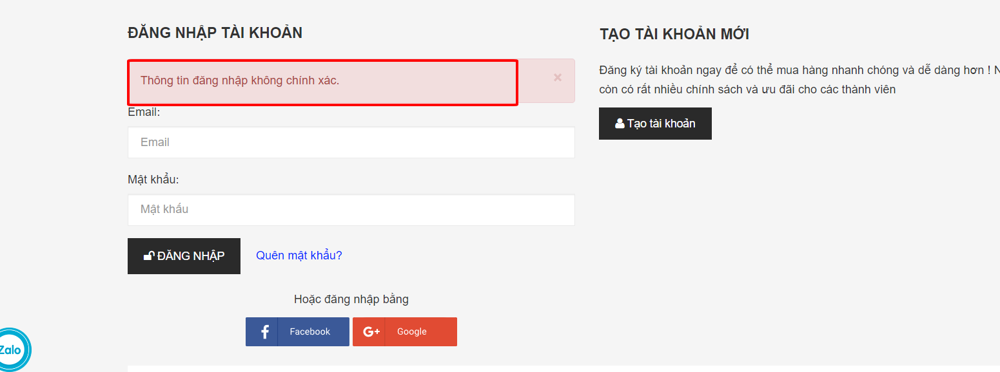 ĐĂNG NHẬP TÀI KHOẢN
Thông tin đăng nhập không chính xác.
×
Email:
Email
Mật khẩu:
Mật khẩu
ĐĂNG NHẬP
Quên mật khẩu?
Hoặc đăng nhập bằng
Facebook
G+ Google
TẠO TÀI KHOẢN MỚI
Đăng ký tài khoản ngay để có thể mua hàng nhanh chóng và dễ dàng hơn !
còn có rất nhiều chính sách và ưu đãi cho các thành viên
Tạo tài khoản
Zalo